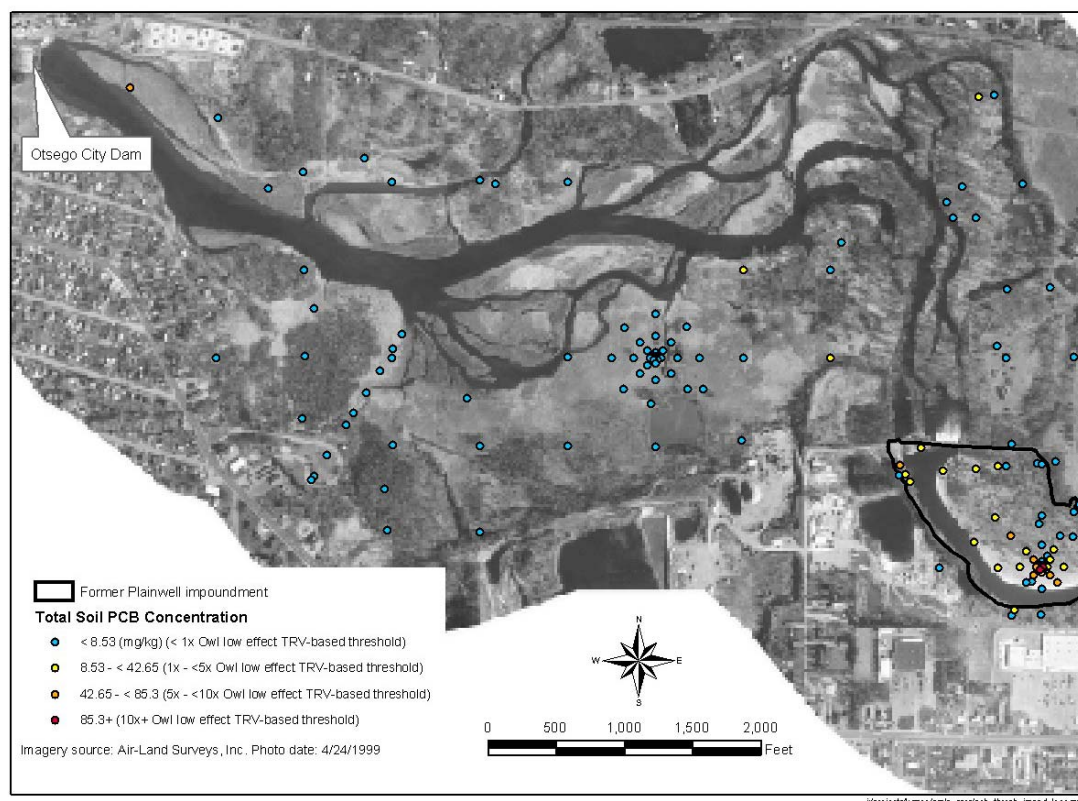 Otsego City Dam
Former Plainwell impoundment
Total Soil PCB Concentration
< 8.53 (mg/kg) (< 1x Owl low effect TRV-based threshold)
8.53 - < 42.65 (1x - <5x Owl low effect TRV-based threshold)
42.65 - < 85.3 (5x - <10x Owl low effect TRV-based threshold)
85.3+ (10x+ Owl low effect TRV-based threshold)
Imagery source: Air-Land Surveys, Inc. Photo date: 4/24/1999
N
W E
S
0 500 1,000 1,500 2,000
Feet